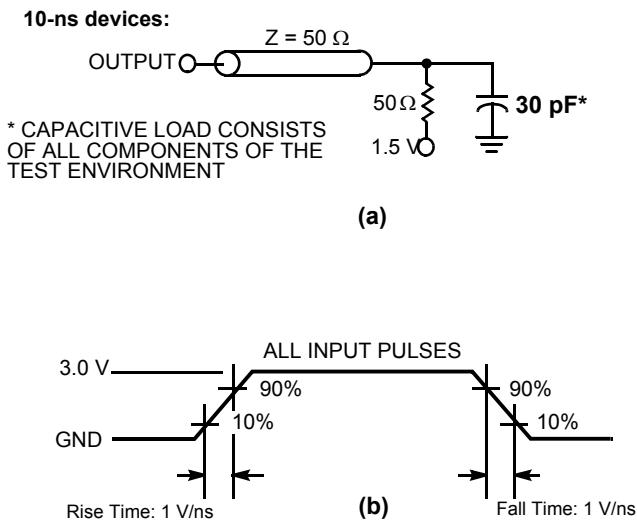 10-ns devices:
Z = 50 Ω
OUTPUT
50Ω
30 pF*
* CAPACITIVE LOAD CONSISTS
OF ALL COMPONENTS OF THE
TEST ENVIRONMENT
1.5 V
(a)
ALL INPUT PULSES
3.0 V
90%
90%
10%
10%
GND
Rise Time: 1 V/ns
(b)
Fall Time: 1 V/ns